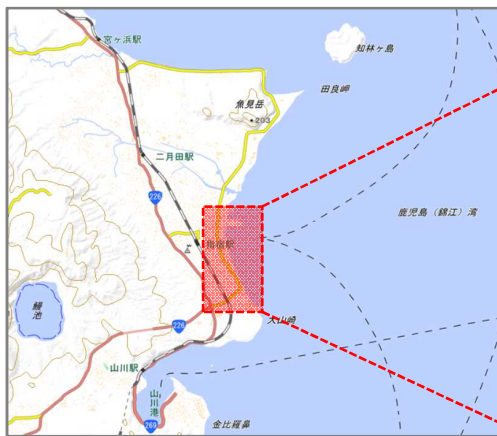 宮ヶ浜駅
知林ヶ島
田良岬
魚見岳
203
二月田駅
226
鹿児島（錦江）湾
指宿駅
鰻池
大山崎
226
山川駅
山川港
269
金比羅鼻